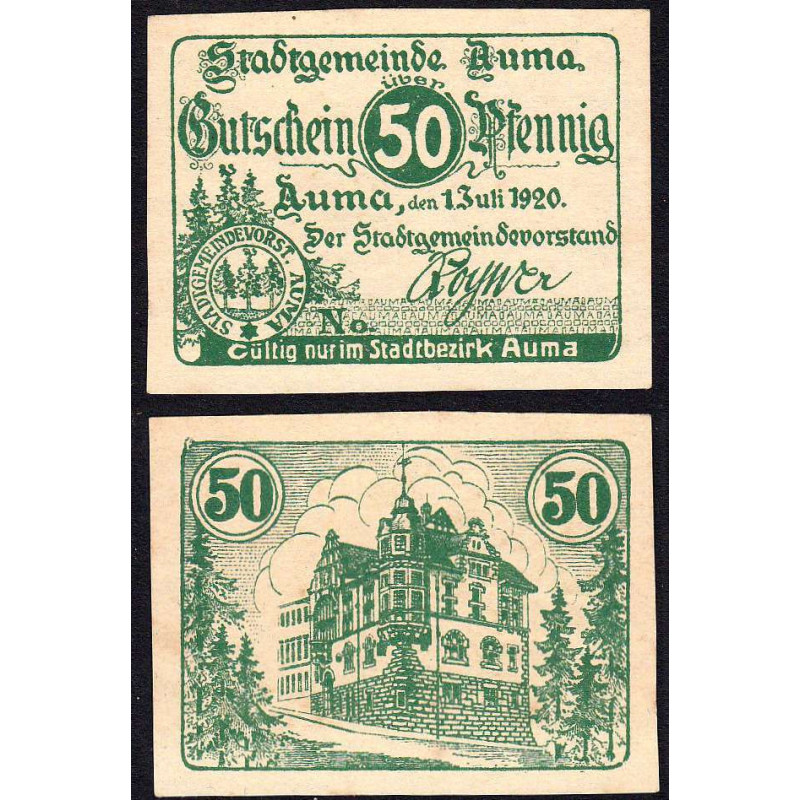 Stadtgemeinde Auma
über
Gutschein 50 Pfennig
Auma, den 1. Juli 1920.
Der Stadtgemeindevorstand
STADTGEMEINDEVORST. AUMA
No.
Gültig nur im Stadtbezirk Auma
50 50